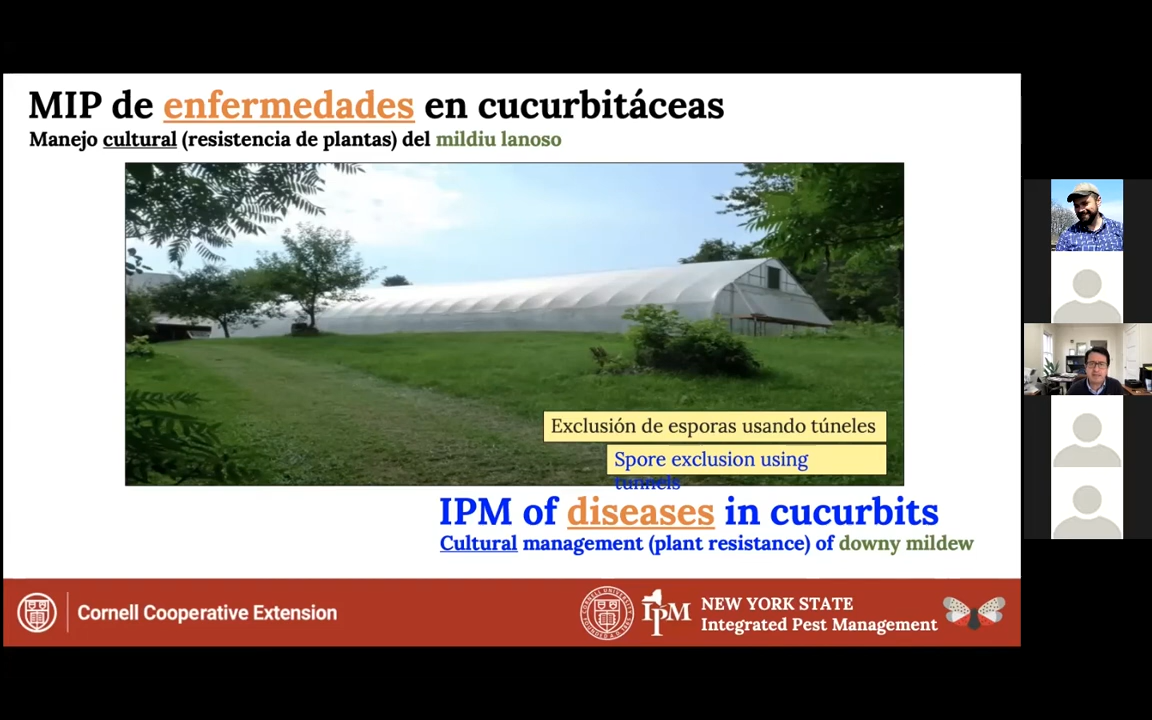 MIP de enfermedades en cucurbitáceas
Manejo cultural (resistencia de plantas) del mildiu lanoso
Exclusión de esporas usando túneles
Spore exclusion using
tunnels
IPM of diseases in cucurbits
Cultural management (plant resistance) of downy mildew
Cornell Cooperative Extension
IPM
NEW YORK STATE
Integrated Pest Management